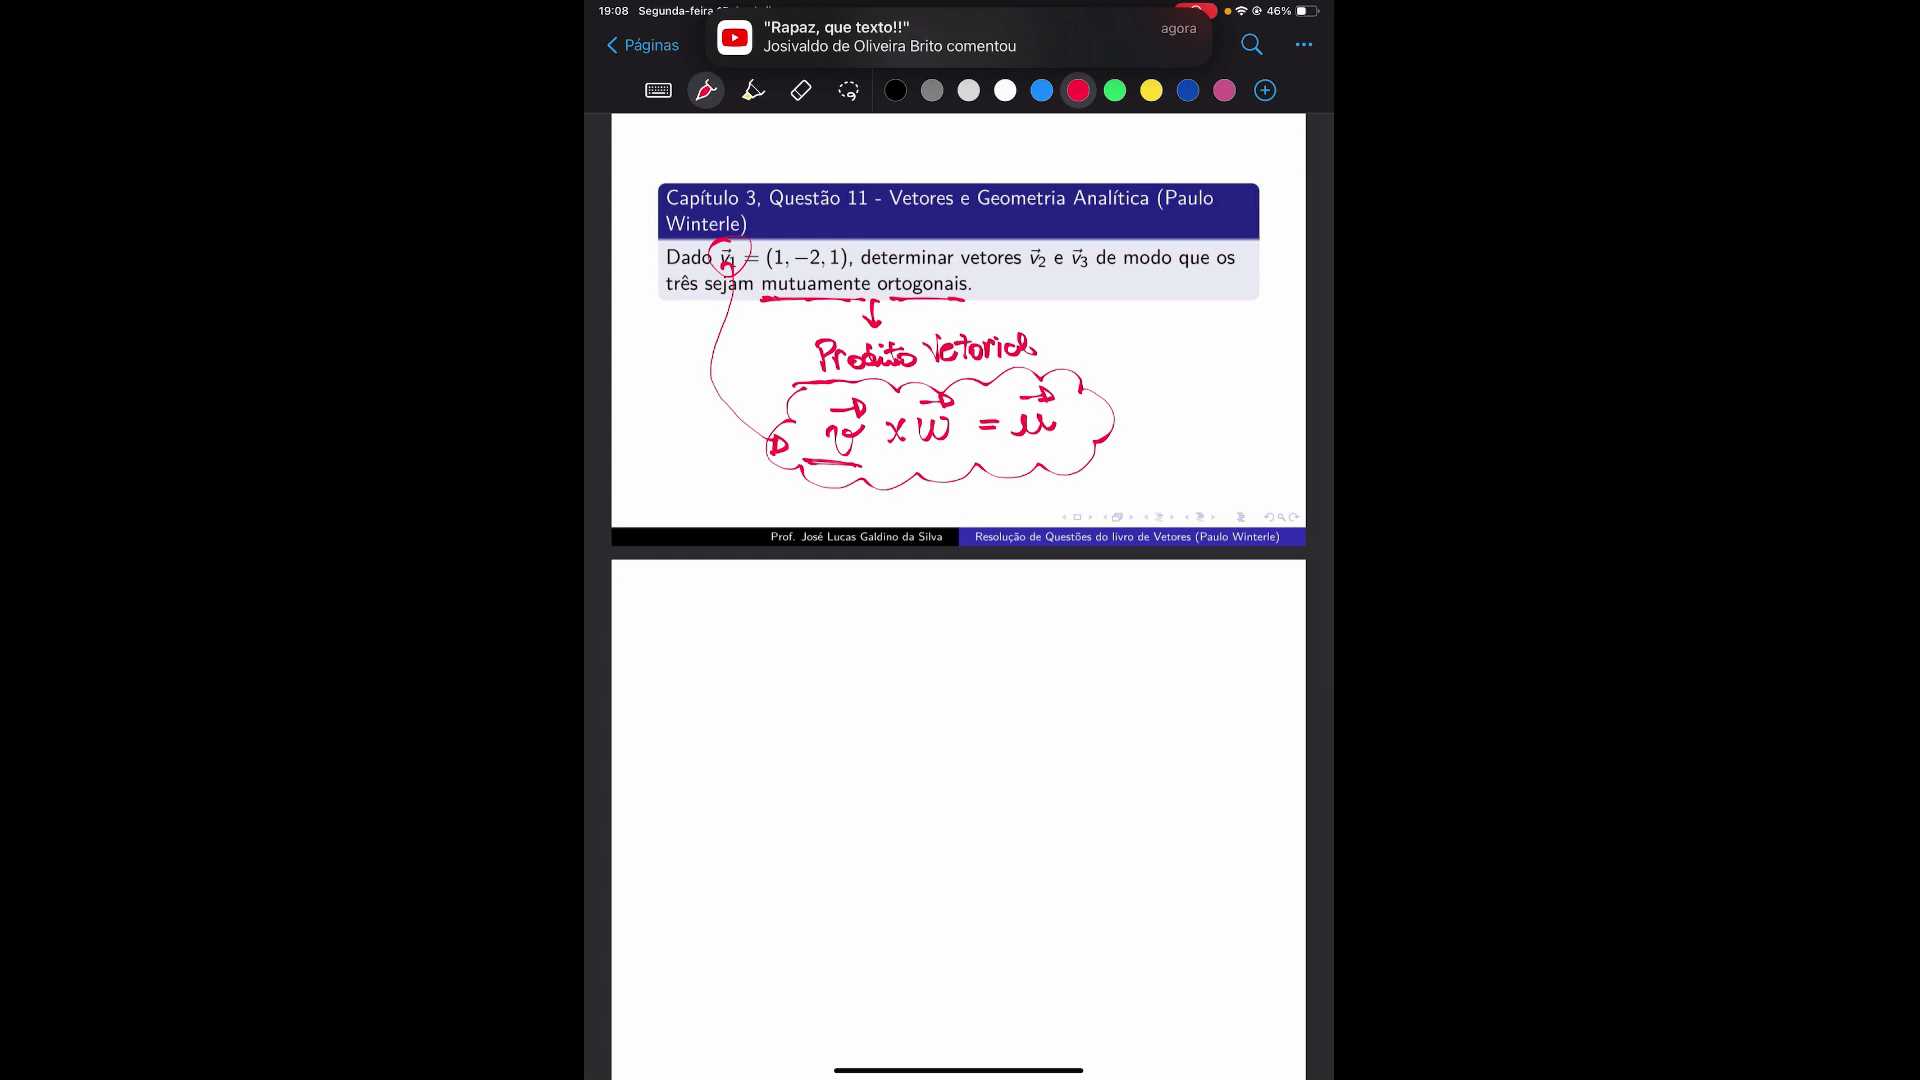 19:08 Segunda-feira
"Rapaz, que texto!!"
agora
Josivaldo de Oliveira Brito comentou
46%
Páginas
Capítulo 3, Questão 11 - Vetores e Geometria Analítica (Paulo
Winterle)
Dado v⃗₁ = (1, −2, 1), determinar vetores v⃗₂ e v⃗₃ de modo que os
três sejam mutuamente ortogonais.
Produto Vetorial
v⃗ x w⃗ = u⃗
Prof. José Lucas Galdino da Silva
Resolução de Questões do livro de Vetores (Paulo Winterle)